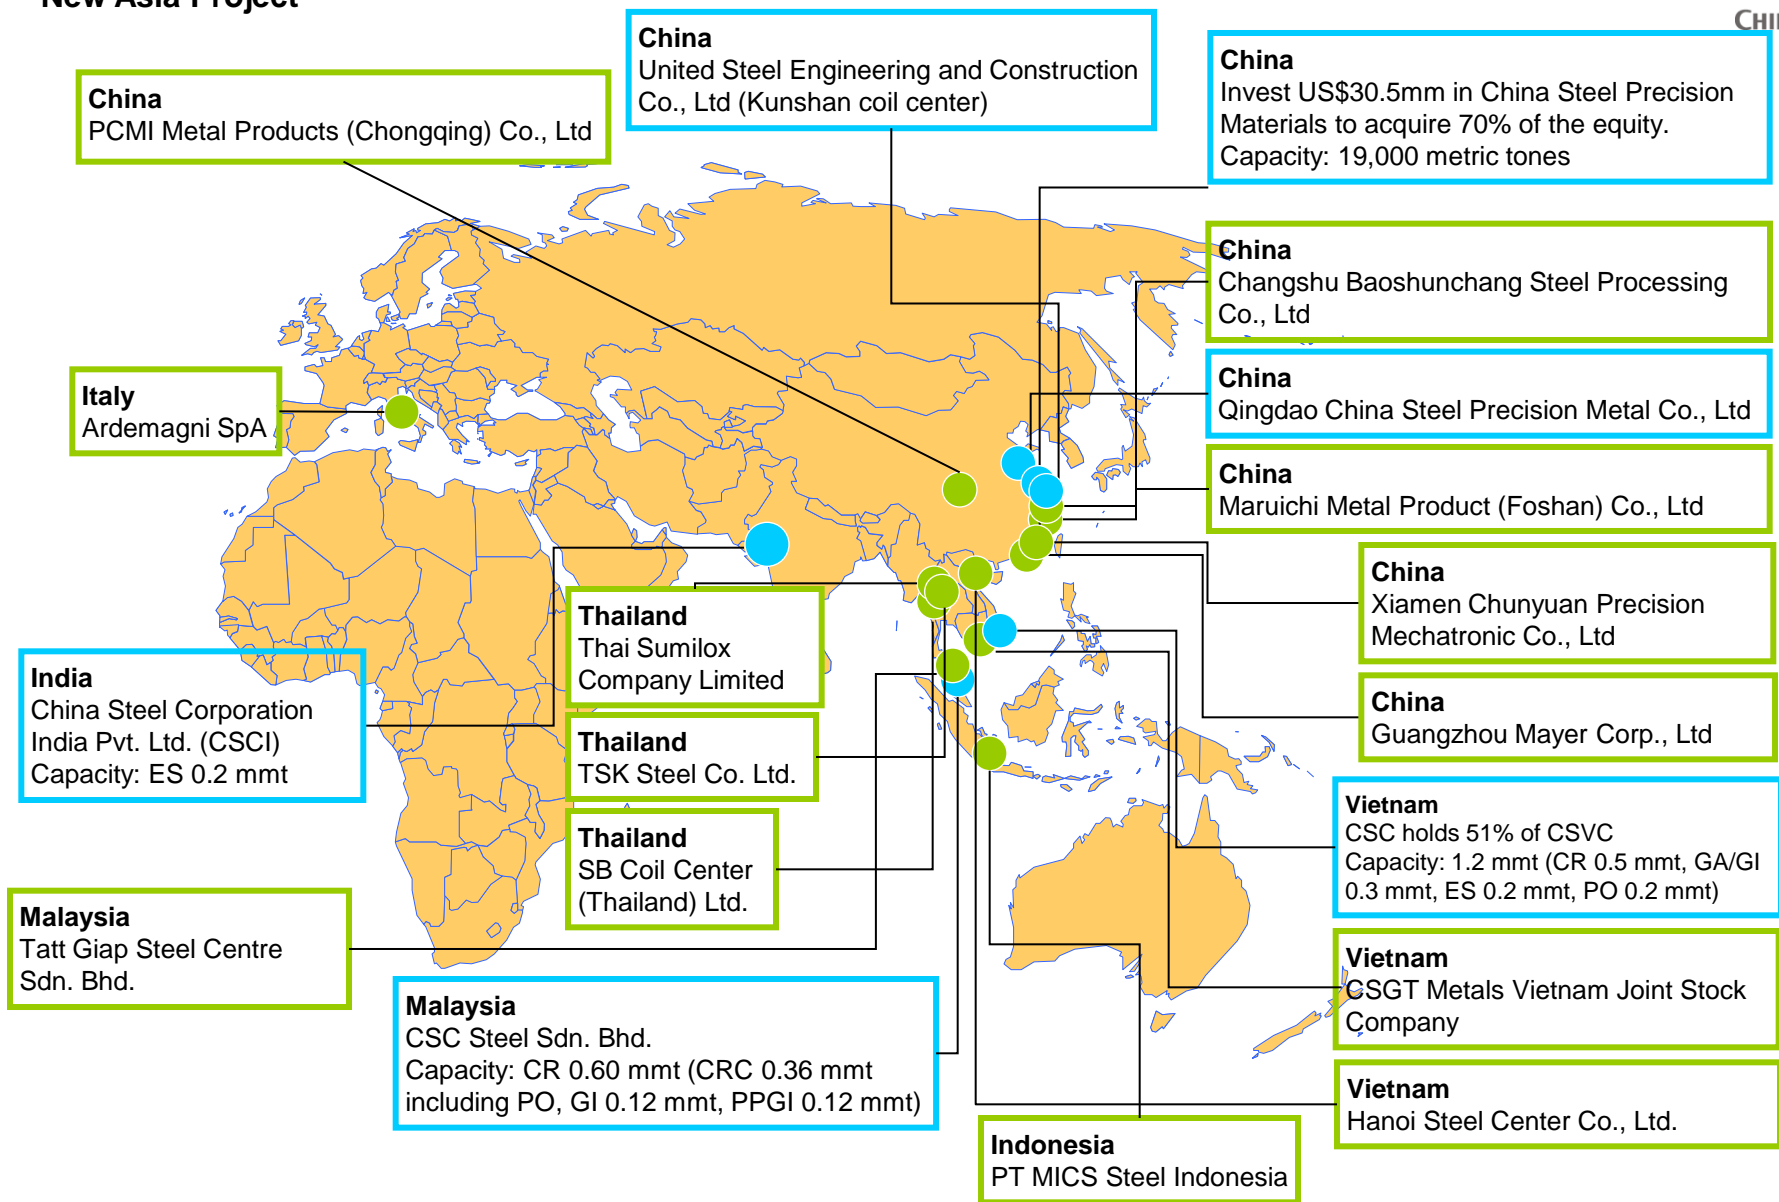 New Asia Project
China
PCMI Metal Products (Chongqing) Co., Ltd
China
United Steel Engineering and Construction
Co., Ltd (Kunshan coil center)
China
Invest US$30.5mm in China Steel Precision
Materials to acquire 70% of the equity.
Capacity: 19,000 metric tones
China
Changshu Baoshunchang Steel Processing
Co., Ltd
China
Qingdao China Steel Precision Metal Co., Ltd
China
Maruichi Metal Product (Foshan) Co., Ltd
China
Xiamen Chunyuan Precision
Mechatronic Co., Ltd
China
Guangzhou Mayer Corp., Ltd
Italy
Ardemagni SpA
India
China Steel Corporation
India Pvt. Ltd. (CSCI)
Capacity: ES 0.2 mmt
Thailand
Thai Sumilox
Company Limited
Thailand
TSK Steel Co. Ltd.
Thailand
SB Coil Center
(Thailand) Ltd.
Malaysia
Tatt Giap Steel Centre
Sdn. Bhd.
Malaysia
CSC Steel Sdn. Bhd.
Capacity: CR 0.60 mmt (CRC 0.36 mmt
including PO, GI 0.12 mmt, PPGI 0.12 mmt)
Vietnam
CSC holds 51% of CSVC
Capacity: 1.2 mmt (CR 0.5 mmt, GA/GI
0.3 mmt, ES 0.2 mmt, PO 0.2 mmt)
Vietnam
CSGT Metals Vietnam Joint Stock
Company
Vietnam
Hanoi Steel Center Co., Ltd.
Indonesia
PT MICS Steel Indonesia